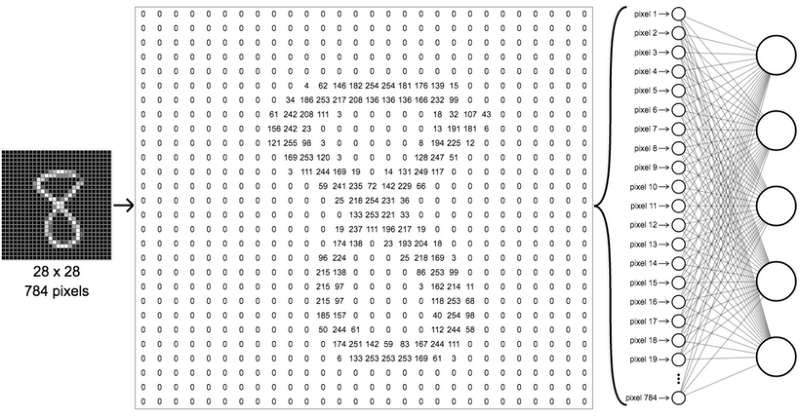 28 x 28
784 pixels
0 0 0 0 0 0 0 0 0 0 0 0 0 0 0 0 0 0 0 0 0 0 0 0 0 0 0 0
0 0 0 0 0 0 0 0 0 0 0 0 0 0 0 0 0 0 0 0 0 0 0 0 0 0 0 0
0 0 0 0 0 0 0 0 0 0 0 0 0 0 0 0 0 0 0 0 0 0 0 0 0 0 0 0
0 0 0 0 0 0 0 0 0 0 0 0 0 0 0 0 0 0 0 0 0 0 0 0 0 0 0 0
0 0 0 0 0 0 0 0 0 0 0 0 0 0 0 0 0 0 0 0 0 0 0 0 0 0 0 0
0 0 0 0 0 0 0 0 0 0 4 62 146 182 254 254 181 176 139 15 0 0 0 0 0 0 0 0
0 0 0 0 0 0 0 0 0 34 186 253 217 208 136 136 136 166 232 99 0 0 0 0 0 0 0 0
0 0 0 0 0 0 0 0 61 242 208 111 3 0 0 0 0 0 18 32 107 43 0 0 0 0 0 0
0 0 0 0 0 0 0 0 156 242 23 0 0 0 0 0 0 0 13 191 181 6 0 0 0 0 0 0
0 0 0 0 0 0 0 0 121 255 98 3 0 0 0 0 0 8 194 225 12 0 0 0 0 0 0 0
0 0 0 0 0 0 0 0 0 169 253 120 3 0 0 0 0 128 247 51 0 0 0 0 0 0 0 0
0 0 0 0 0 0 0 0 0 3 111 244 169 19 0 14 131 249 117 0 0 0 0 0 0 0 0 0
0 0 0 0 0 0 0 0 0 0 0 59 241 235 72 142 229 66 0 0 0 0 0 0 0 0 0 0
0 0 0 0 0 0 0 0 0 0 0 0 25 218 254 231 36 0 0 0 0 0 0 0 0 0 0 0
0 0 0 0 0 0 0 0 0 0 0 0 0 133 253 221 33 0 0 0 0 0 0 0 0 0 0 0
0 0 0 0 0 0 0 0 0 0 0 0 19 237 111 196 217 19 0 0 0 0 0 0 0 0 0 0
0 0 0 0 0 0 0 0 0 0 0 0 174 138 0 23 193 204 18 0 0 0 0 0 0 0 0 0
0 0 0 0 0 0 0 0 0 0 0 96 224 0 0 0 25 218 169 3 0 0 0 0 0 0 0 0
0 0 0 0 0 0 0 0 0 0 0 215 138 0 0 0 0 86 253 99 0 0 0 0 0 0 0 0
0 0 0 0 0 0 0 0 0 0 0 215 97 0 0 0 0 3 162 214 11 0 0 0 0 0 0 0
0 0 0 0 0 0 0 0 0 0 0 215 97 0 0 0 0 0 118 253 68 0 0 0 0 0 0 0
0 0 0 0 0 0 0 0 0 0 0 185 157 0 0 0 0 0 40 254 98 0 0 0 0 0 0 0
0 0 0 0 0 0 0 0 0 0 0 50 244 61 0 0 0 0 112 244 58 0 0 0 0 0 0 0
0 0 0 0 0 0 0 0 0 0 0 0 174 251 142 59 83 167 244 111 0 0 0 0 0 0 0 0
0 0 0 0 0 0 0 0 0 0 0 0 6 133 253 253 253 169 61 3 0 0 0 0 0 0 0 0
0 0 0 0 0 0 0 0 0 0 0 0 0 0 0 0 0 0 0 0 0 0 0 0 0 0 0 0
0 0 0 0 0 0 0 0 0 0 0 0 0 0 0 0 0 0 0 0 0 0 0 0 0 0 0 0
0 0 0 0 0 0 0 0 0 0 0 0 0 0 0 0 0 0 0 0 0 0 0 0 0 0 0 0
pixel 1
pixel 2
pixel 3
pixel 4
pixel 5
pixel 6
pixel 7
pixel 8
pixel 9
pixel 10
pixel 11
pixel 12
pixel 13
pixel 14
pixel 15
pixel 16
pixel 17
pixel 18
pixel 19
pixel 784